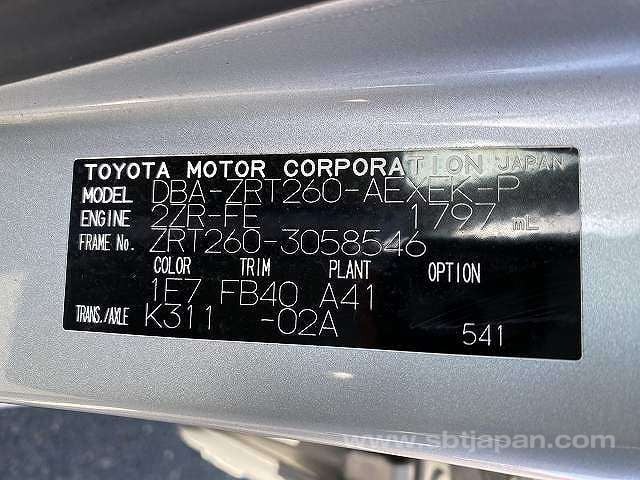 TOYOTA MOTOR CORPORATION JAPAN
MODEL DBA-ZRT260-AEXEK-P
ENGINE 2ZR-FE 1797 mL
FRAME No. ZRT260-3058546
COLOR TRIM PLANT OPTION
1F7 FB40 A41
TRANS./AXLE K311 -02A 541
www.sbtjapan.com